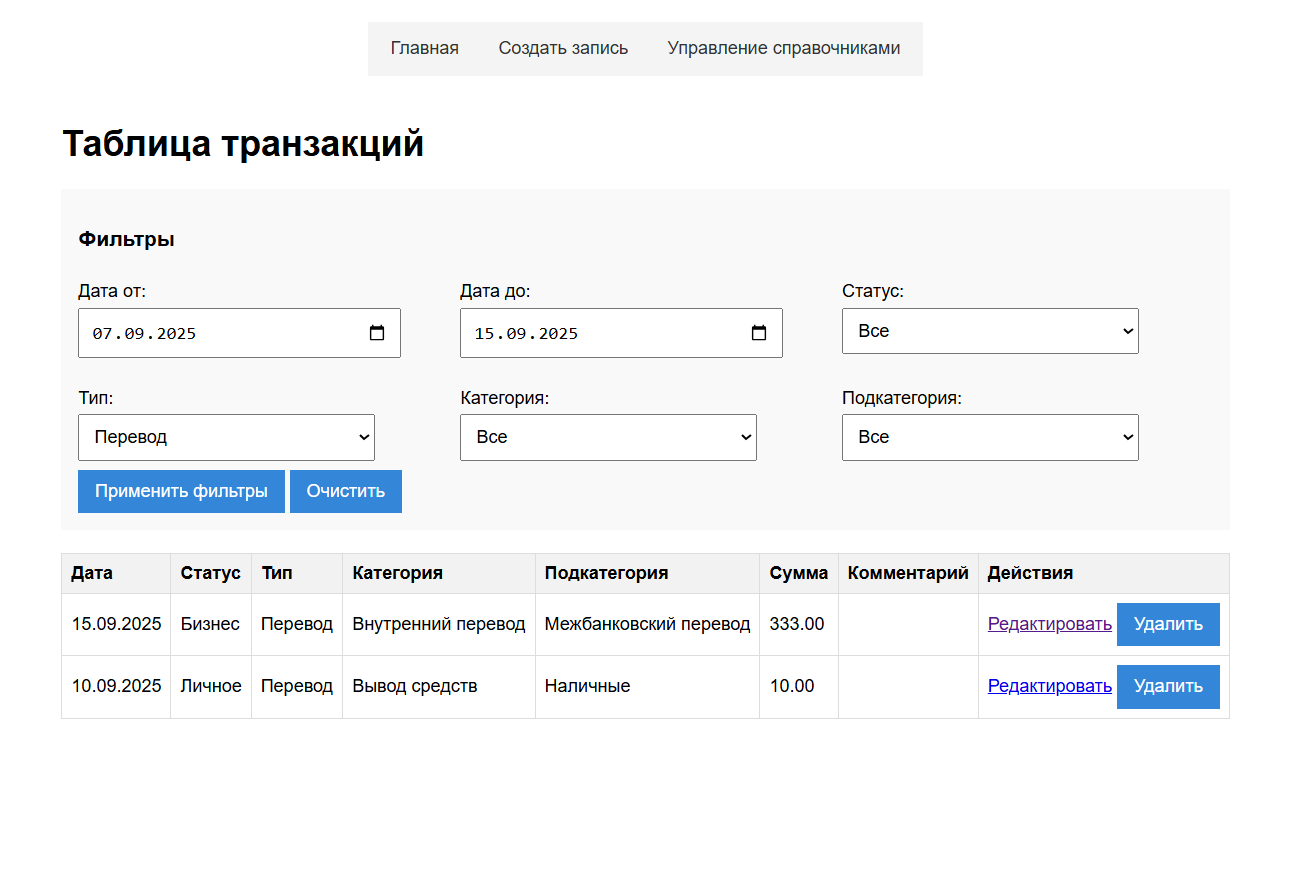 Главная Создать запись Управление справочниками
Таблица транзакций
Фильтры
Дата от: Дата до: Статус:
07.09.2025 15.09.2025 Все
Тип: Категория: Подкатегория:
Перевод Все Все
Применить фильтры Очистить
Дата Статус Тип Категория Подкатегория Сумма Комментарий Действия
15.09.2025 Бизнес Перевод Внутренний перевод Межбанковский перевод 333.00 Редактировать Удалить
10.09.2025 Личное Перевод Вывод средств Наличные 10.00 Редактировать Удалить